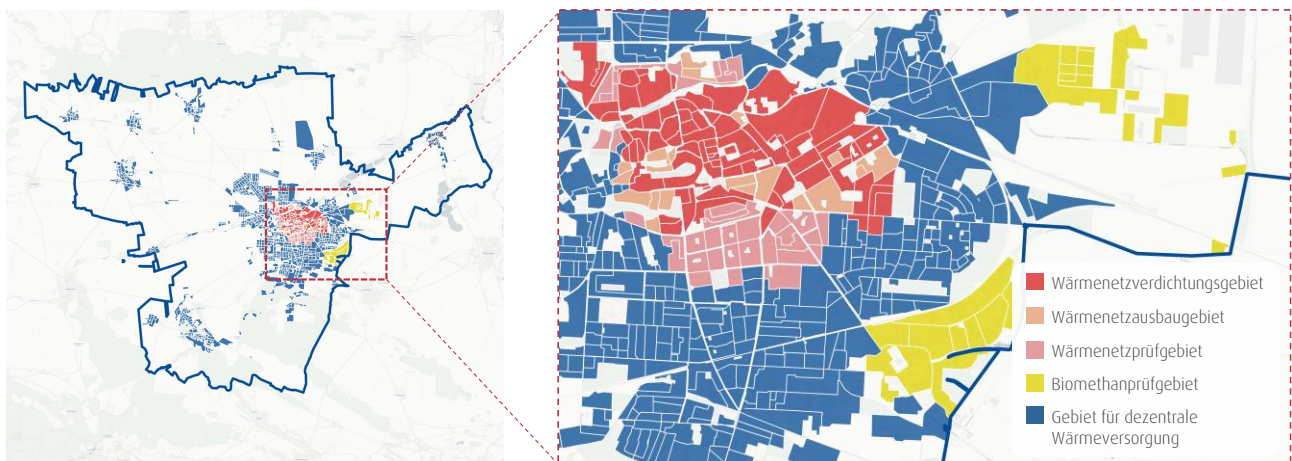 Wärmenetzverdichtungsgebiet
Wärmenetzausbaugebiet
Wärmenetzprüfgebiet
Biomethanprüfgebiet
Gebiet für dezentrale
Wärmeversorgung